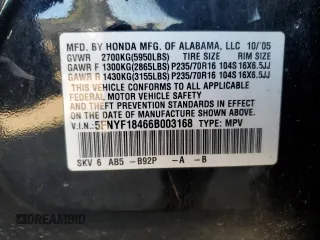 MFD. BY HONDA MFG. OF ALABAMA, LLC 10/'05
GVWR 2700KG(5950LBS) TIRE SIZE RIM SIZE
GAWR F 1300KG(2865LBS) P235/70R16 104S 16X6.5JJ
GAWR R 1430KG(3155LBS) P235/70R16 104S 16X6.5JJ
THIS VEHICLE CONFORMS TO ALL APPLICABLE
FEDERAL MOTOR VEHICLE SAFETY AND THEFT
PREVENTION STANDARDS IN EFFECT ON THE DATE
OF MANUFACTURE SHOWN ABOVE.
V.I.N.: 5FNYF18466B003168 TYPE: MPV
SKV 6 AB5 -B92P -A -B